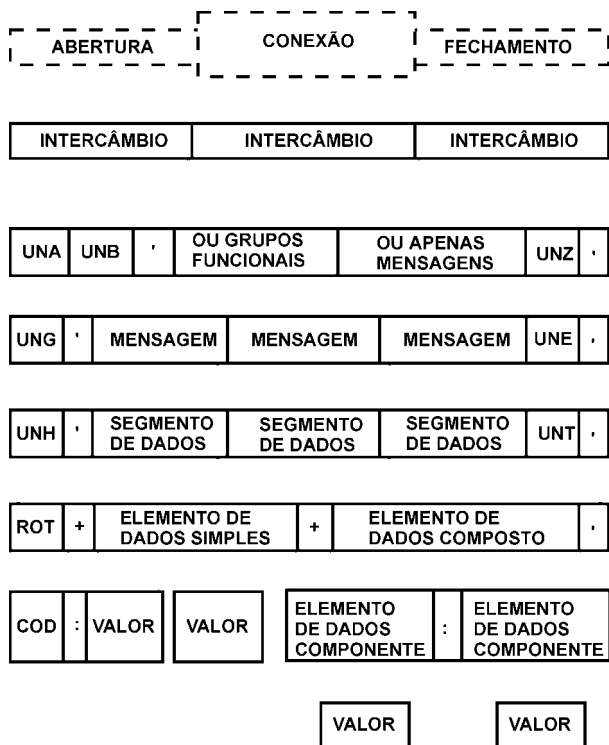 ABERTURA CONEXÃO FECHAMENTO
INTERCÂMBIO INTERCÂMBIO INTERCÂMBIO
UNA UNB ' OU GRUPOS FUNCIONAIS OU APENAS MENSAGENS UNZ '
UNG ' MENSAGEM MENSAGEM MENSAGEM UNE '
UNH ' SEGMENTO DE DADOS SEGMENTO DE DADOS SEGMENTO DE DADOS UNT '
ROT + ELEMENTO DE DADOS SIMPLES + ELEMENTO DE DADOS COMPOSTO '
COD : VALOR VALOR ELEMENTO DE DADOS COMPONENTE : ELEMENTO DE DADOS COMPONENTE
VALOR VALOR